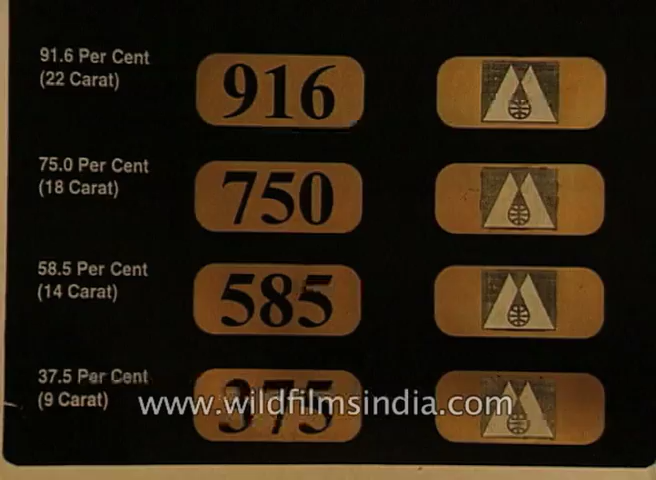 91.6 Per Cent
(22 Carat)
916
75.0 Per Cent
(18 Carat)
750
58.5 Per Cent
(14 Carat)
585
37.5 Per Cent
(9 Carat)
375
www.wildfilmsindia.com